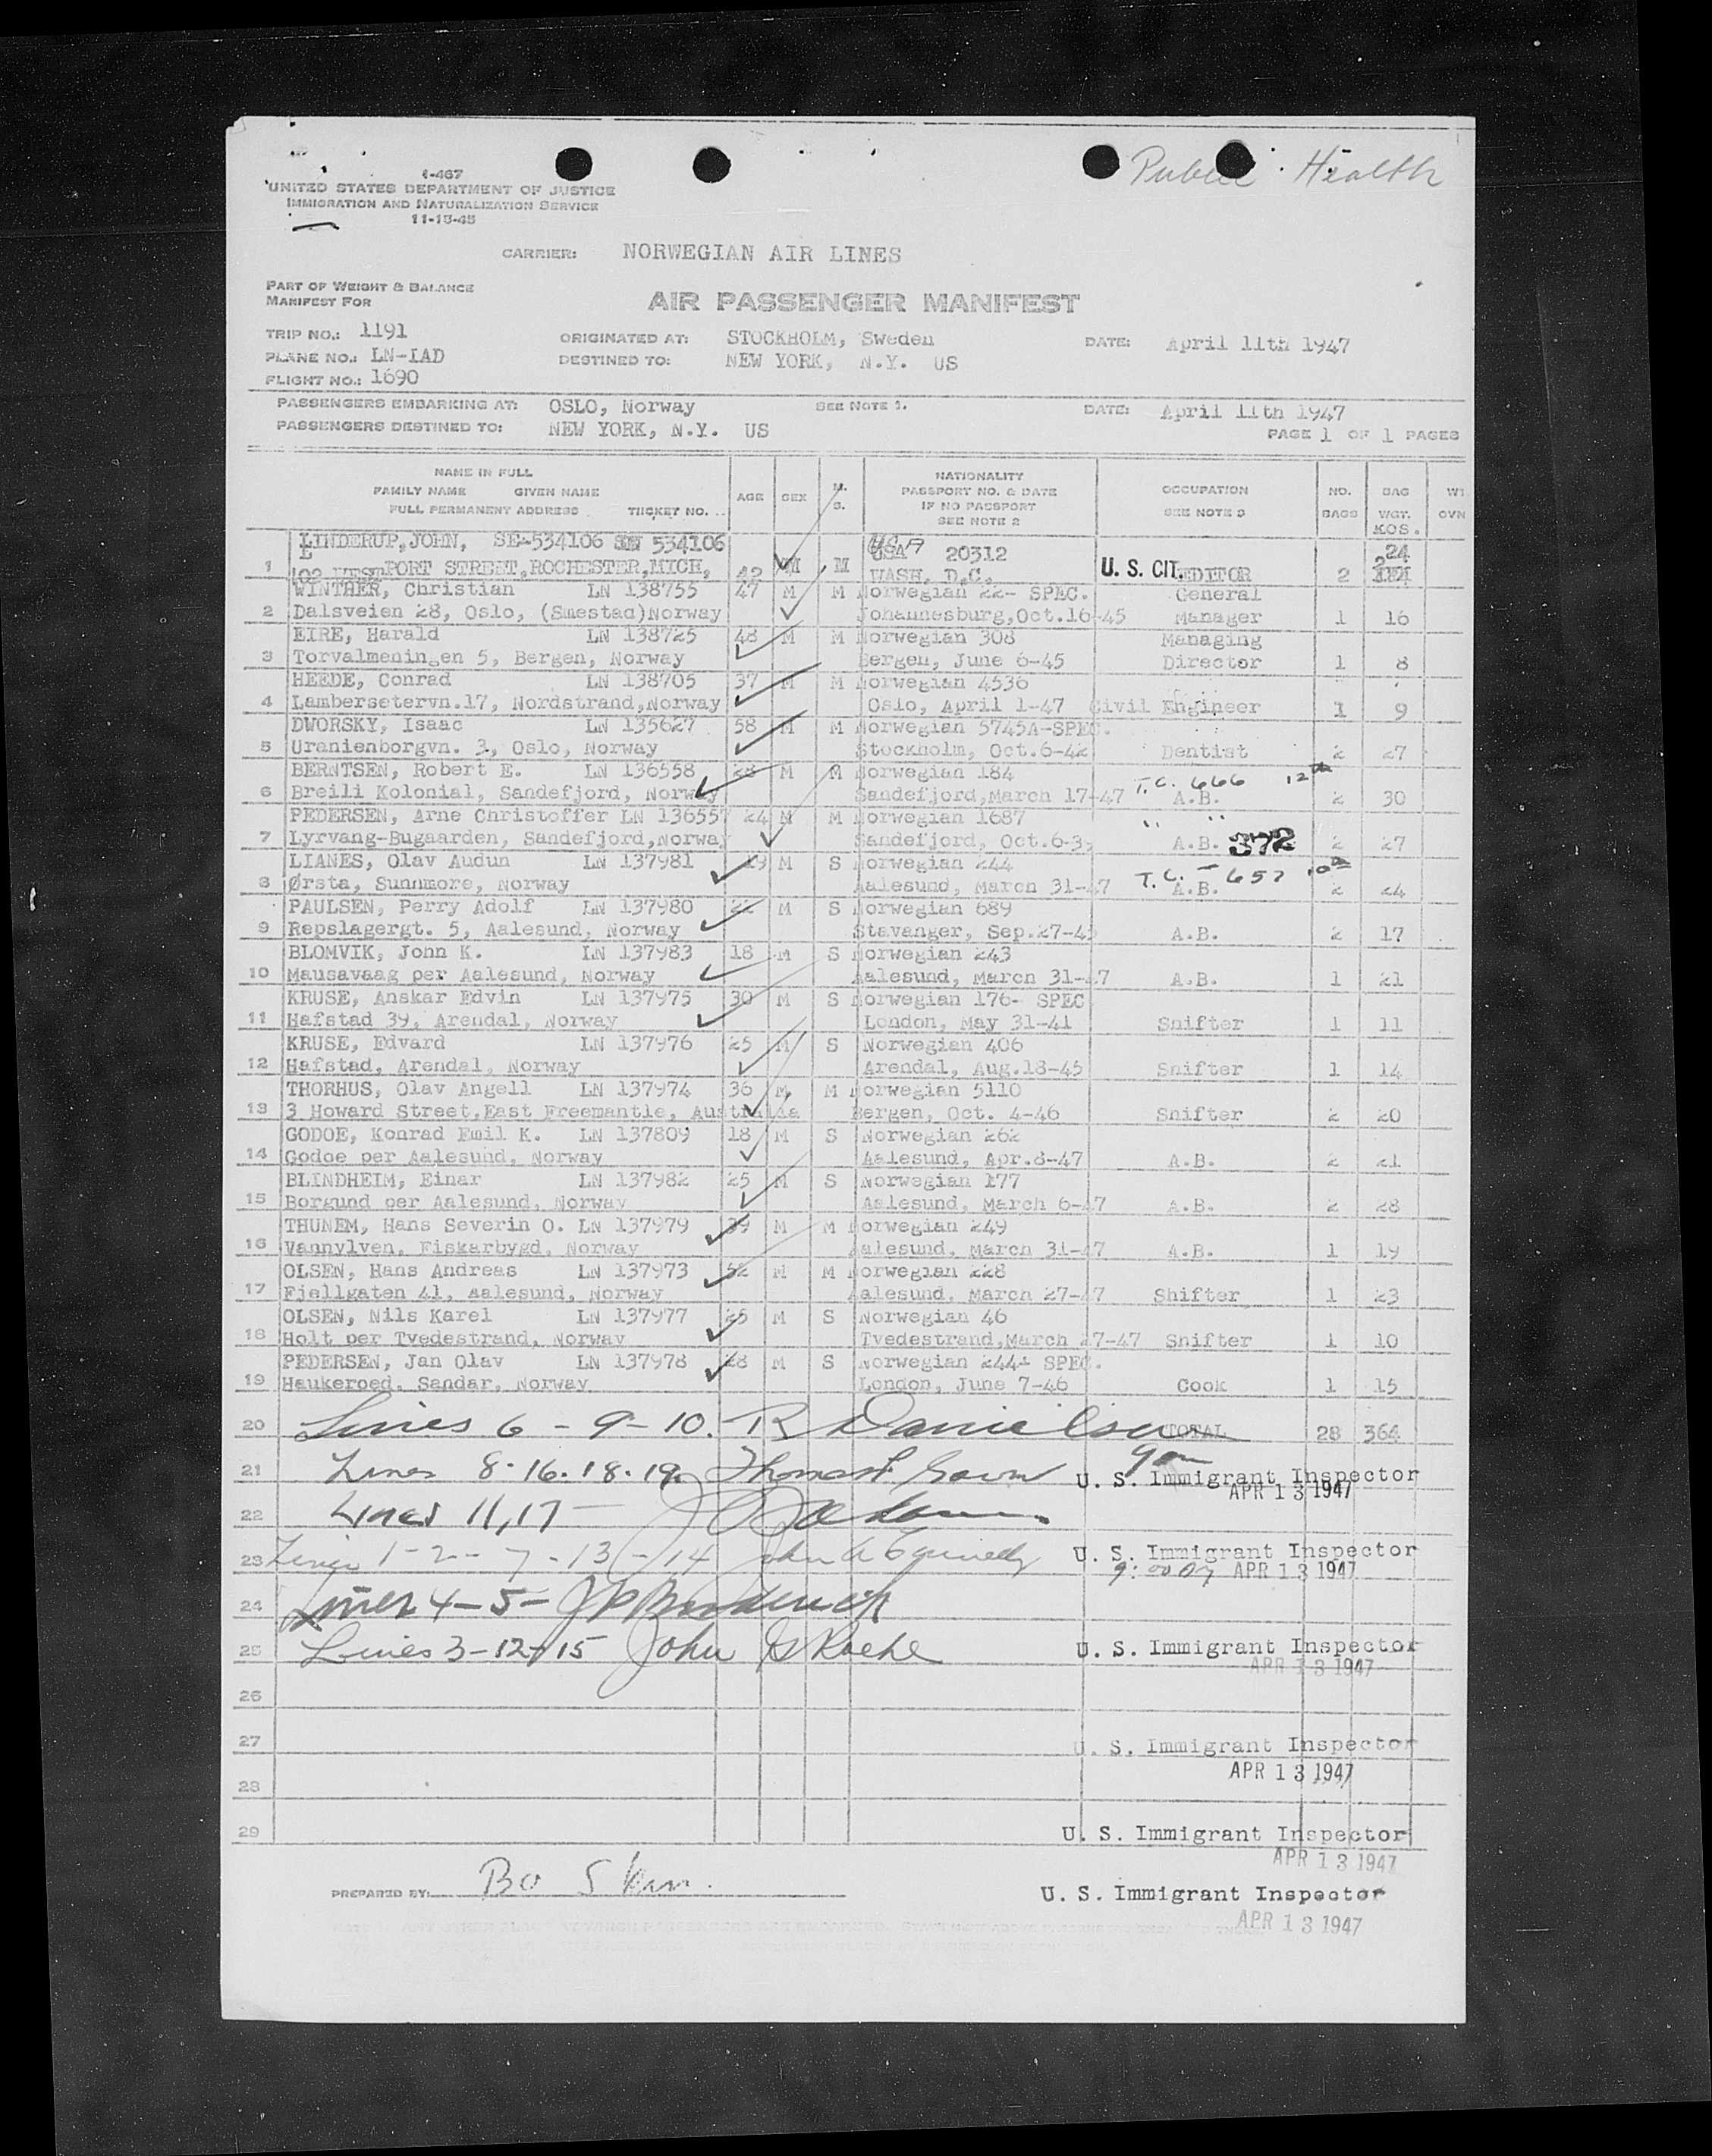 Public Health
I-467
UNITED STATES DEPARTMENT OF JUSTICE
IMMIGRATION AND NATURALIZATION SERVICE
11-15-45
CARRIER: NORWEGIAN AIR LINES
PART OF WEIGHT & BALANCE
MANIFEST FOR
AIR PASSENGER MANIFEST
TRIP NO.: 1191 ORIGINATED AT: STOCKHOLM, Sweden DATE: April 11th 1947
PLANE NO.: LN-IAD DESTINED TO: NEW YORK, N.Y. US
FLIGHT NO.: 1690
PASSENGERS EMBARKING AT: OSLO, Norway SEE NOTE 1. DATE: April 11th 1947
PASSENGERS DESTINED TO: NEW YORK, N.Y. US
PAGE 1 OF 1 PAGES
NAME IN FULL
FAMILY NAME GIVEN NAME
FULL PERMANENT ADDRESS TICKET NO.
AGE SEX M. S.
NATIONALITY
PASSPORT NO. & DATE
IF NO PASSPORT
SEE NOTE 2
OCCUPATION
SEE NOTE 3
NO. BAGS
BAG WGT. KOS.
LINDERUP, JOHN, SE-534106 534106 USA 20312 24
1 PORT STREET, ROCHESTER, MICH, 42 M M WASH, D.C. U. S. CIT. EDITOR 2
WINTHER, Christian LN 138755 47 M M Norwegian 22- SPEC. General
2 Dalsveien 28, Oslo, (Smestad)Norway Johannesburg,Oct.16-45 Manager 1 16
EIRE, Harald LN 138725 48 M M Norwegian 308 Managing
3 Torvalmeningen 5, Bergen, Norway Bergen, June 6-45 Director 1 8
HEEDE, Conrad LN 138705 37 M M Norwegian 4536
4 Lambersetervn.17, Nordstrand,Norway Oslo, April 1-47 Civil Engineer 1 9
DWORSKY, Isaac LN 135627 58 M M Norwegian 5745A-SPEC.
5 Uranienborgvn. 3, Oslo, Norway Stockholm, Oct.6-42 Dentist 2 27
BERNTSEN, Robert E. LN 136558 28 M M Norwegian 184 T.C. 666 12th
6 Breili Kolonial, Sandefjord, Norway Sandefjord,March 17-47 A.B. 2 30
PEDERSEN, Arne Christoffer LN 136557 24 M M Norwegian 1687 " "
7 Lyrvang-Bugaarden, Sandefjord,Norway Sandefjord, Oct.6-3 A.B. 372 2 27
LIANES, Olav Audun LN 137981 19 M S Norwegian 244 T.C. - 657 10th
8 Ørsta, Sunnmore, Norway Aalesund, March 31-47 A.B. 2 24
PAULSEN, Perry Adolf LN 137980 22 M S Norwegian 689
9 Repslagergt. 5, Aalesund, Norway Stavanger, Sep.27-45 A.B. 2 17
BLOMVIK, John K. LN 137983 18 M S Norwegian 243
10 Mausavaag per Aalesund, Norway Aalesund, March 31-47 A.B. 1 21
KRUSE, Anskar Edvin LN 137975 30 M S Norwegian 176- SPEC
11 Hafstad 39, Arendal, Norway London, May 31-41 Shifter 1 11
KRUSE, Edvard LN 137976 25 M S Norwegian 406
12 Hafstad, Arendal, Norway Arendal, Aug.18-45 Shifter 1 14
THORHUS, Olav Angell LN 137974 36 M M Norwegian 5110
13 3 Howard Street,East Freemantle, Australia Bergen, Oct. 4-46 Shifter 2 20
GODOE, Konrad Emil K. LN 137809 18 M S Norwegian 262
14 Godoe per Aalesund, Norway Aalesund, Apr.8-47 A.B. 2 21
BLINDHEIM, Einar LN 137982 25 M S Norwegian 177
15 Borgund per Aalesund, Norway Aalesund, March 6-47 A.B. 2 28
THUNEM, Hans Severin O. LN 137979 39 M M Norwegian 249
16 Vannylven, Fiskarbygd, Norway Aalesund, March 31-47 A.B. 1 19
OLSEN, Hans Andreas LN 137973 52 M M Norwegian 228
17 Fjellgaten 41, Aalesund, Norway Aalesund, March 27-47 Shifter 1 23
OLSEN, Nils Karel LN 137977 25 M S Norwegian 46
18 Holt per Tvedestrand, Norway Tvedestrand,March 27-47 Shifter 1 10
PEDERSEN, Jan Olav LN 137978 28 M S Norwegian 2441 SPEC.
19 Haukeroed, Sandar, Norway London, June 7-46 Cook 1 15
20 Lines 6 - 9 - 10. R Danielsen TOTAL 28 364
21 Lines 8.16.18.19. Thomas U. S. Immigrant Inspector
APR 13 1947
22 Lines 11,17 -
23 Lines 1-2-7-13-14 John A U. S. Immigrant Inspector
9:00 APR 13 1947
24 Lines 4-5-
25 Lines 3-12-15 John G Roche U. S. Immigrant Inspector
APR 13 1947
26
27 U. S. Immigrant Inspector
APR 13 1947
28
29 U. S. Immigrant Inspector
APR 13 1947
PREPARED BY: Bo
U. S. Immigrant Inspector
APR 13 1947